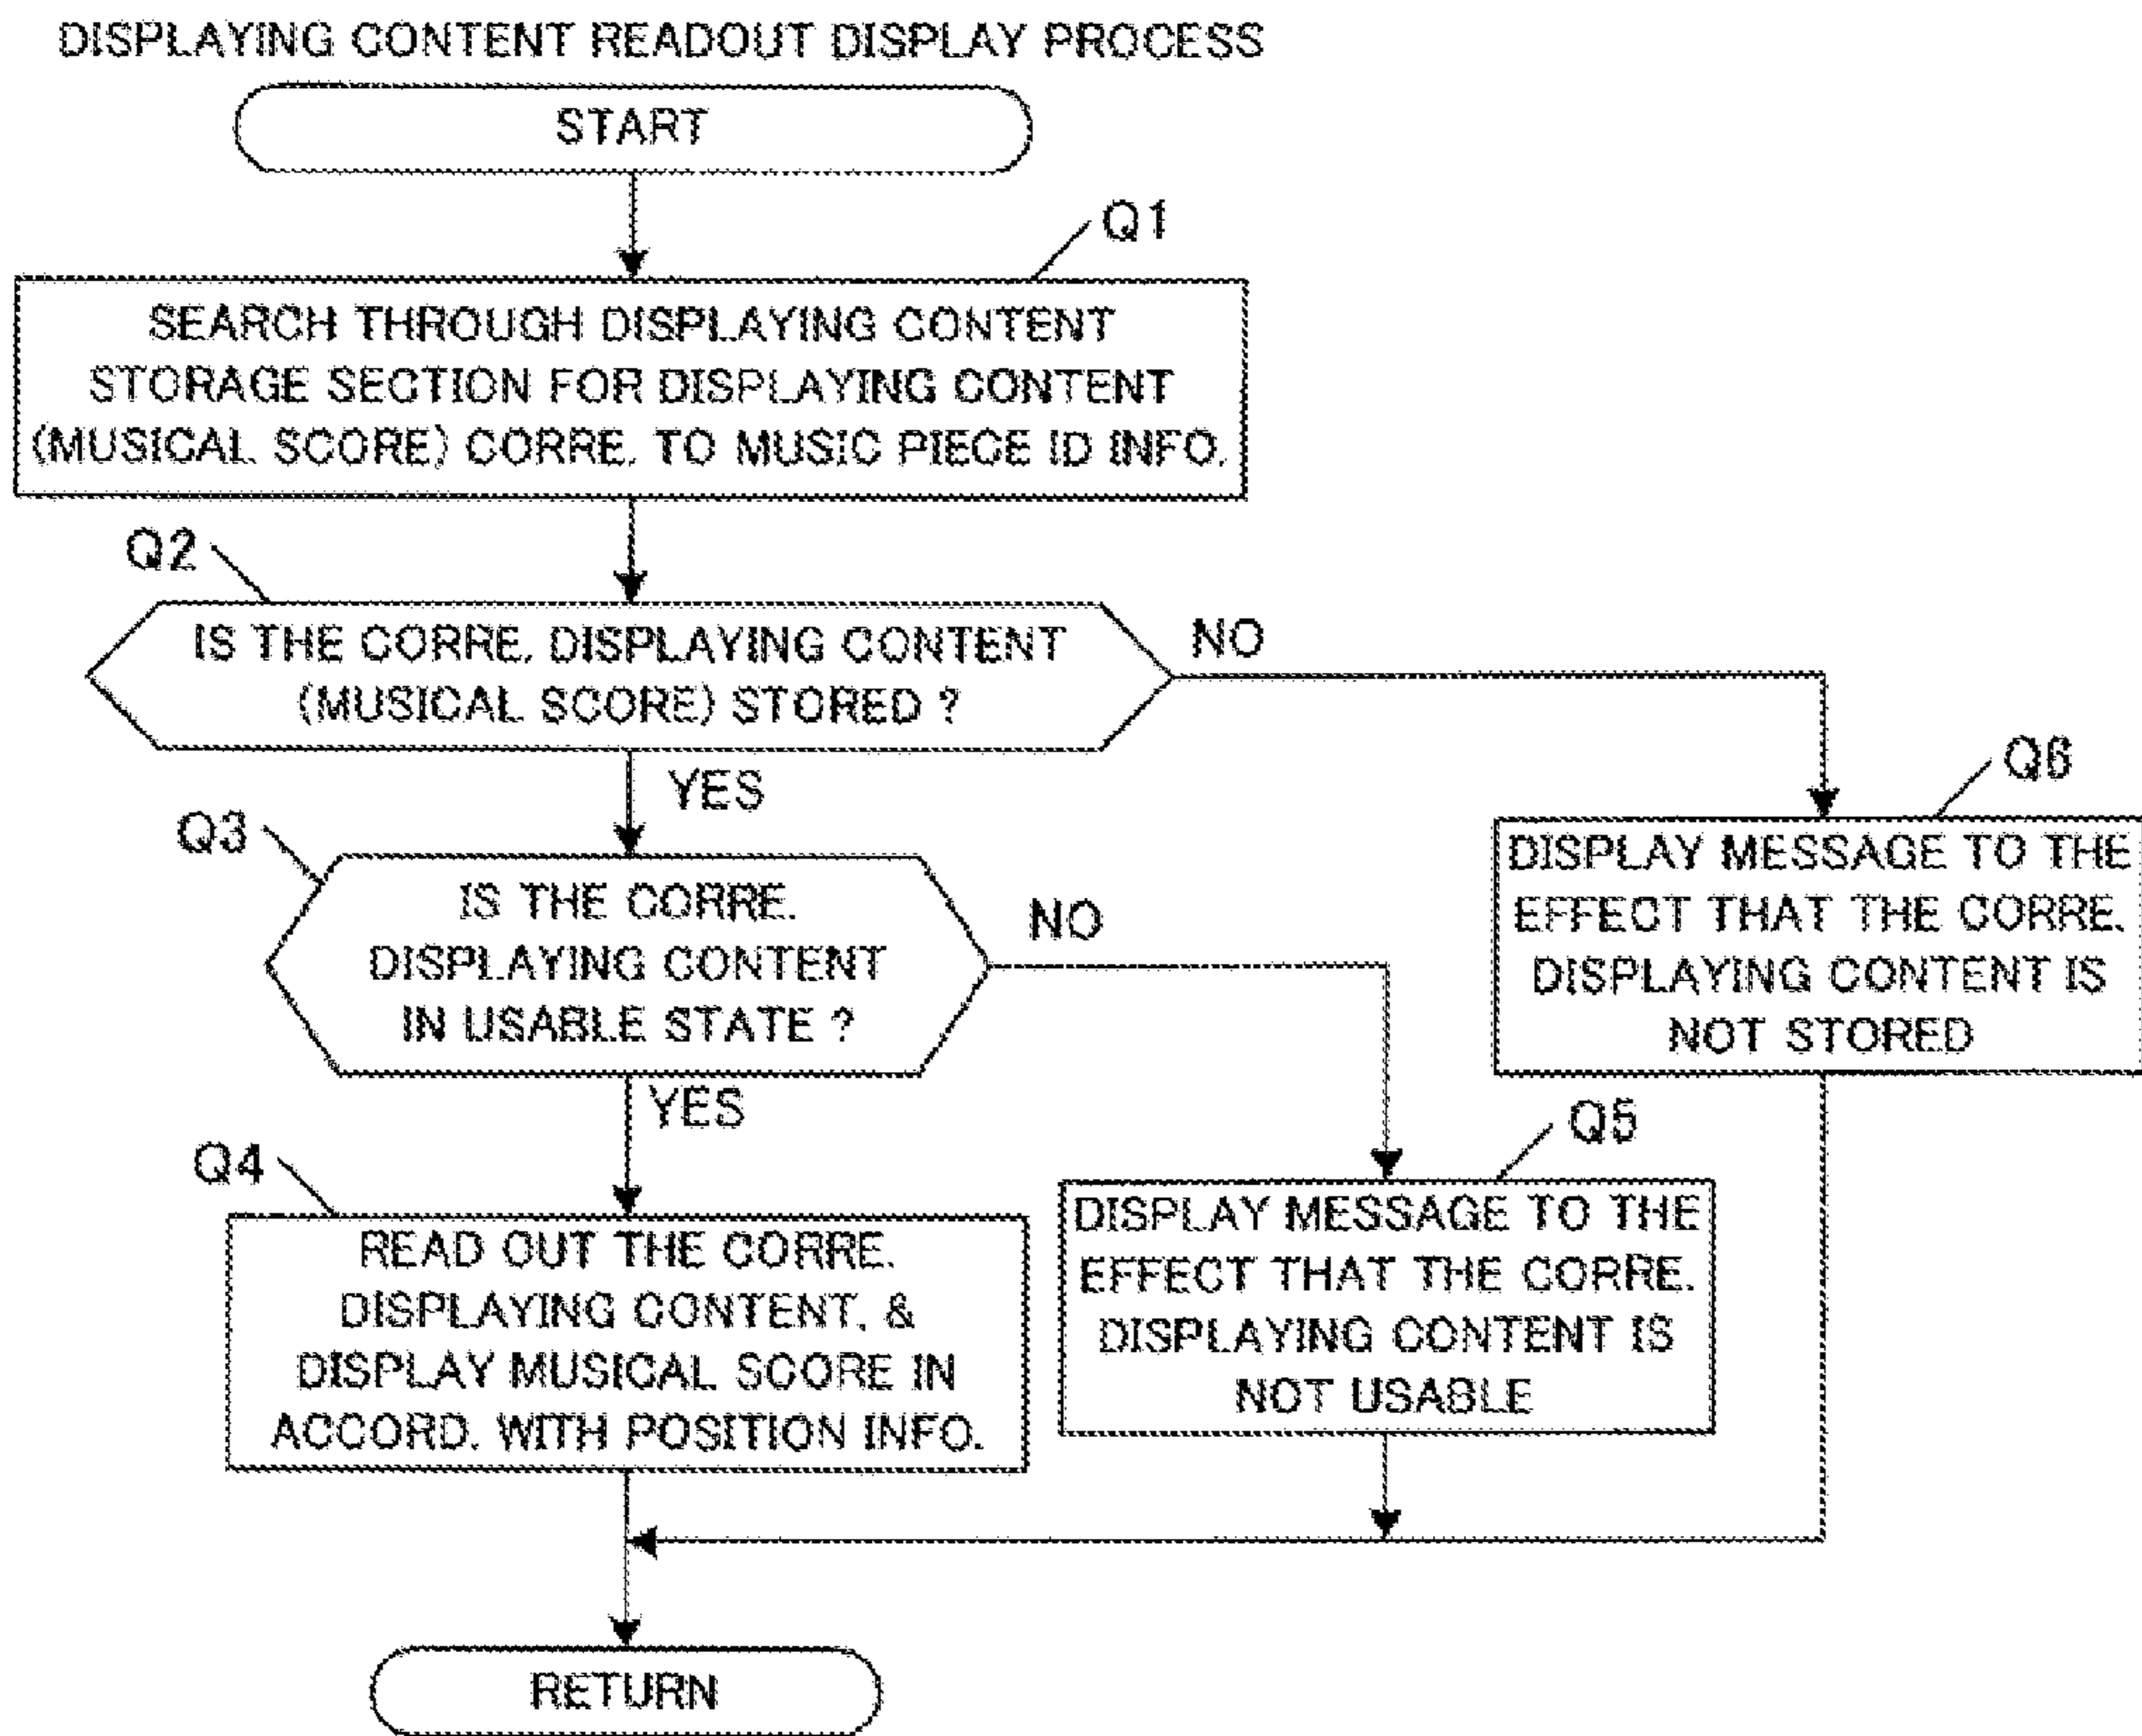 DISPLAYING CONTENT READOUT DISPLAY PROCESS
START
Q1
SEARCH THROUGH DISPLAYING CONTENT
STORAGE SECTION FOR DISPLAYING CONTENT
(MUSICAL SCORE) CORRE. TO MUSIC PIECE ID INFO.
Q2
IS THE CORRE. DISPLAYING CONTENT
(MUSICAL SCORE) STORED ?
NO
YES
Q6
DISPLAY MESSAGE TO THE
EFFECT THAT THE CORRE.
DISPLAYING CONTENT IS
NOT STORED
Q3
IS THE CORRE.
DISPLAYING CONTENT
IN USABLE STATE ?
NO
YES
Q5
DISPLAY MESSAGE TO THE
EFFECT THAT THE CORRE.
DISPLAYING CONTENT IS
NOT USABLE
Q4
READ OUT THE CORRE.
DISPLAYING CONTENT, &
DISPLAY MUSICAL SCORE IN
ACCORD. WITH POSITION INFO.
RETURN